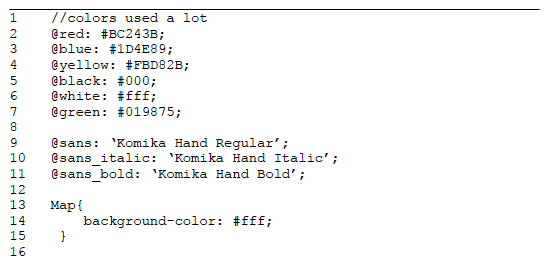 1 //colors used a lot
2 @red: #BC243B;
3 @blue: #1D4E89;
4 @yellow: #FBD82B;
5 @black: #000;
6 @white: #fff;
7 @green: #019875;
8
9 @sans: ‘Komika Hand Regular’;
10 @sans_italic: ‘Komika Hand Italic’;
11 @sans_bold: ‘Komika Hand Bold’;
12
13 Map{
14 background-color: #fff;
15 }
16